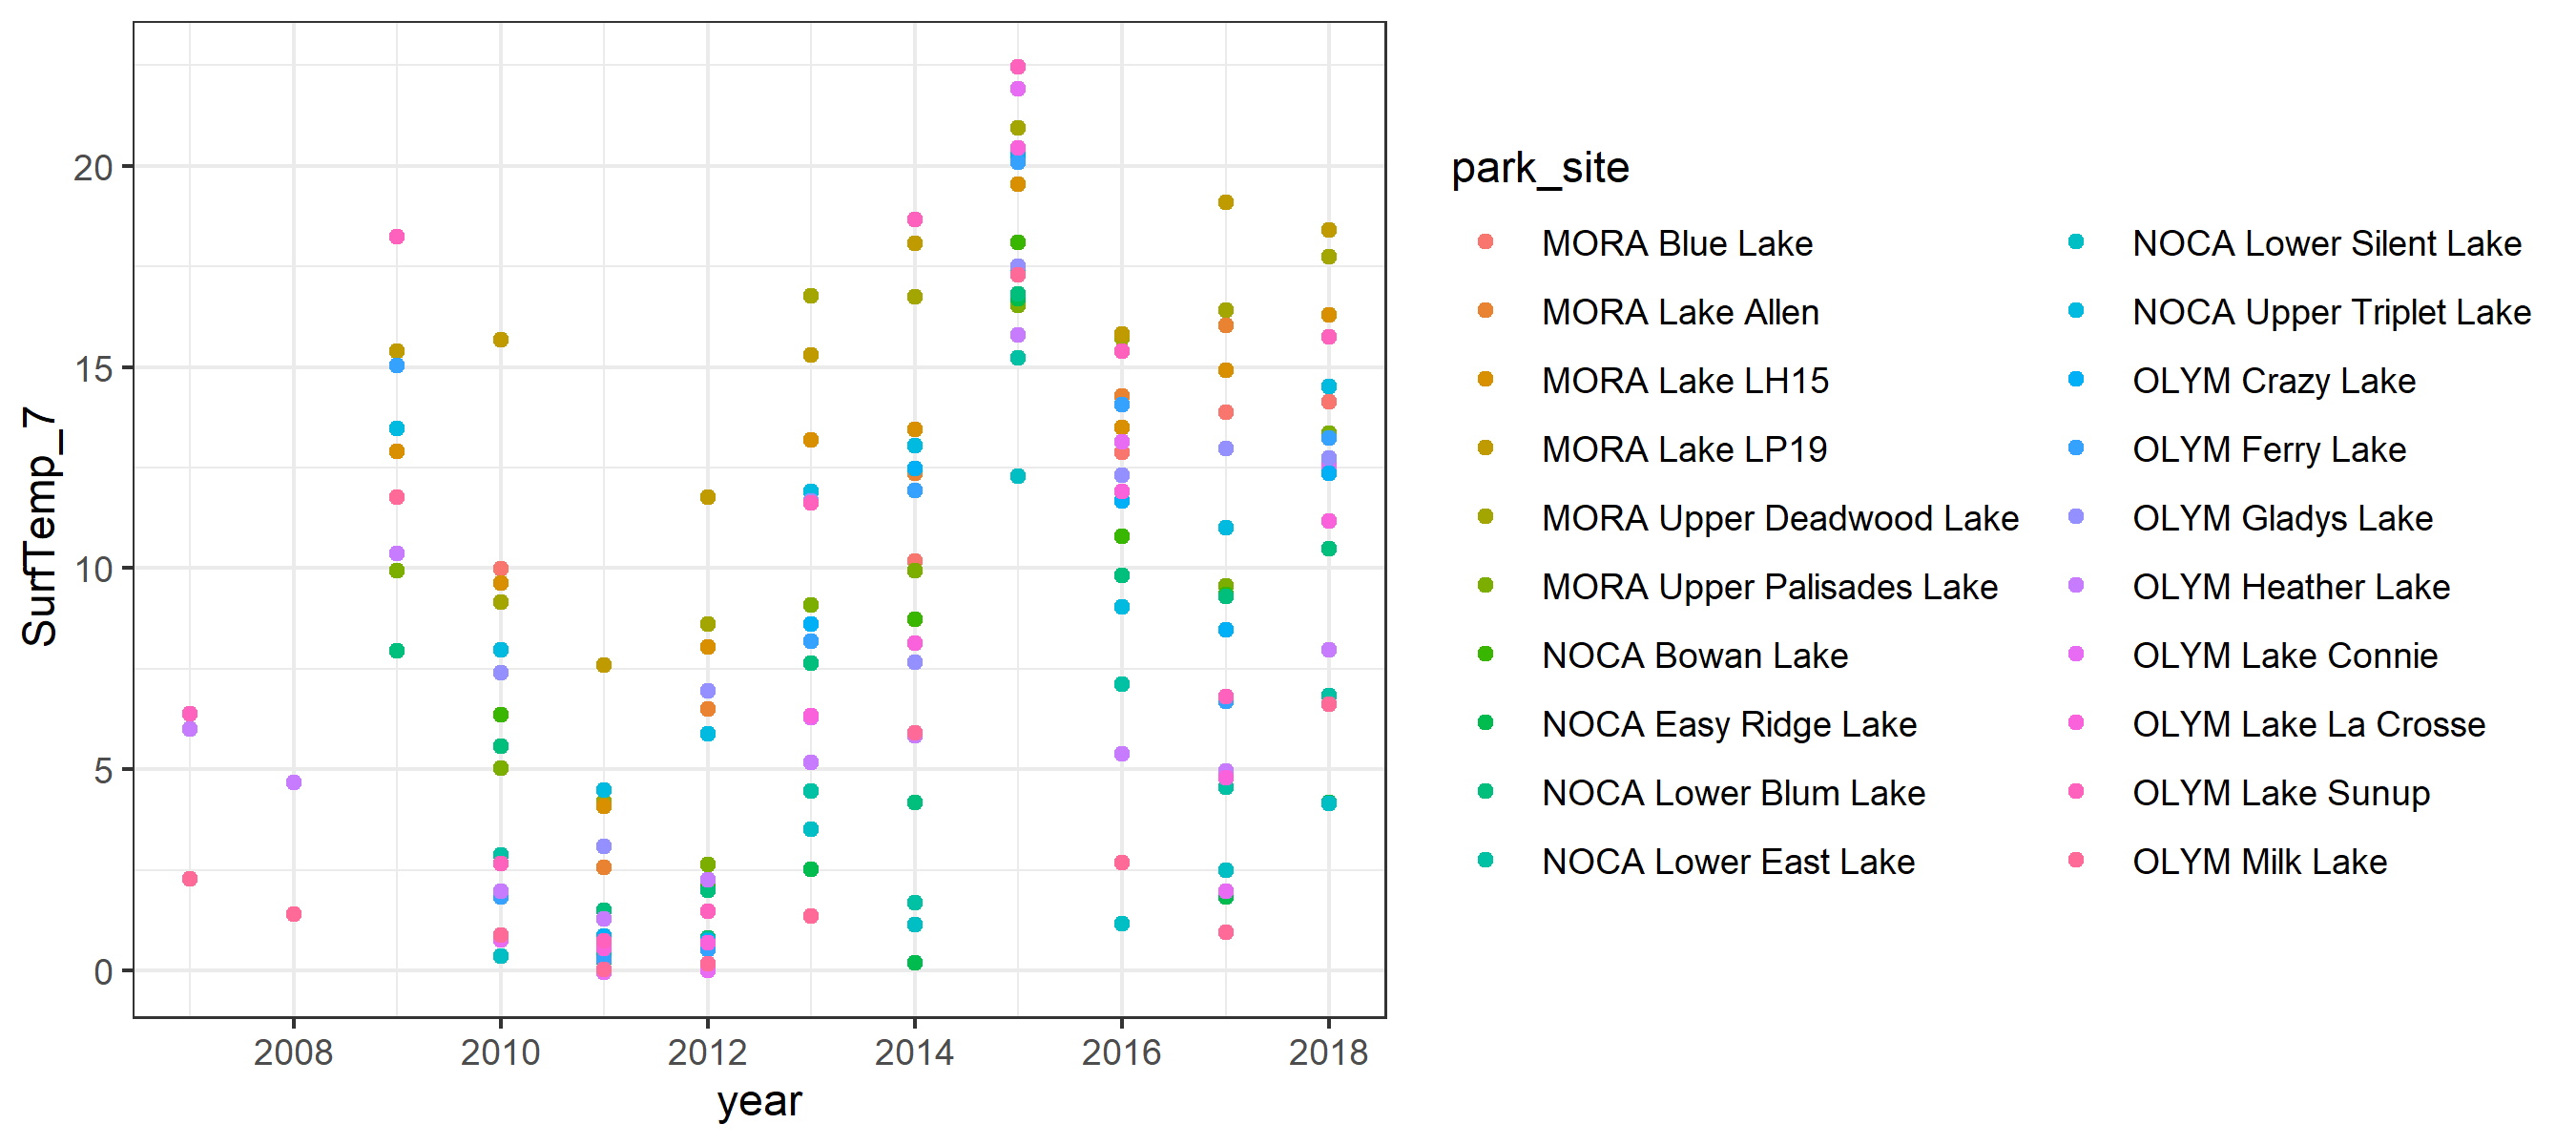 20
15
10
5
0
SurfTemp_7
2008
2010
2012
2014
2016
2018
year
park_site
MORA Blue Lake
MORA Lake Allen
MORA Lake LH15
MORA Lake LP19
MORA Upper Deadwood Lake
MORA Upper Palisades Lake
NOCA Bowan Lake
NOCA Easy Ridge Lake
NOCA Lower Blum Lake
NOCA Lower East Lake
NOCA Lower Silent Lake
NOCA Upper Triplet Lake
OLYM Crazy Lake
OLYM Ferry Lake
OLYM Gladys Lake
OLYM Heather Lake
OLYM Lake Connie
OLYM Lake La Crosse
OLYM Lake Sunup
OLYM Milk Lake